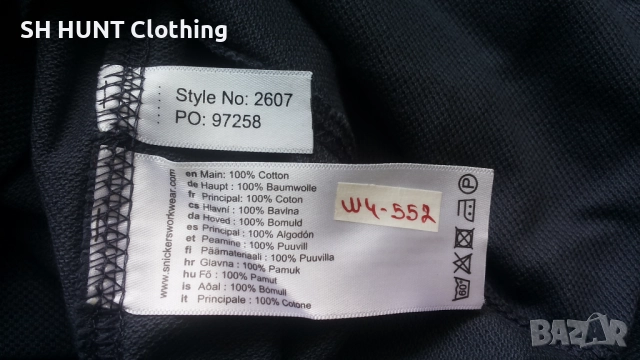 SH HUNT Clothing
Style No: 2607
PO: 97258
www.snickersworkwear.com
en Main: 100% Cotton
de Haupt : 100% Baumwolle
fr Principal: 100% Coton
cs Hlavní : 100% Bavlna
da Hoved : 100% Bomuld
es Principal : 100% Algodón
et Peamine : 100% Puuvill
fi Päämateriaali : 100% Puuvilla
hr Glavna : 100% Pamuk
hu Fő : 100% Pamut
is Aðal : 100% Bómull
it Principale : 100% Cotone
W4-552
P
60°
BAZAR